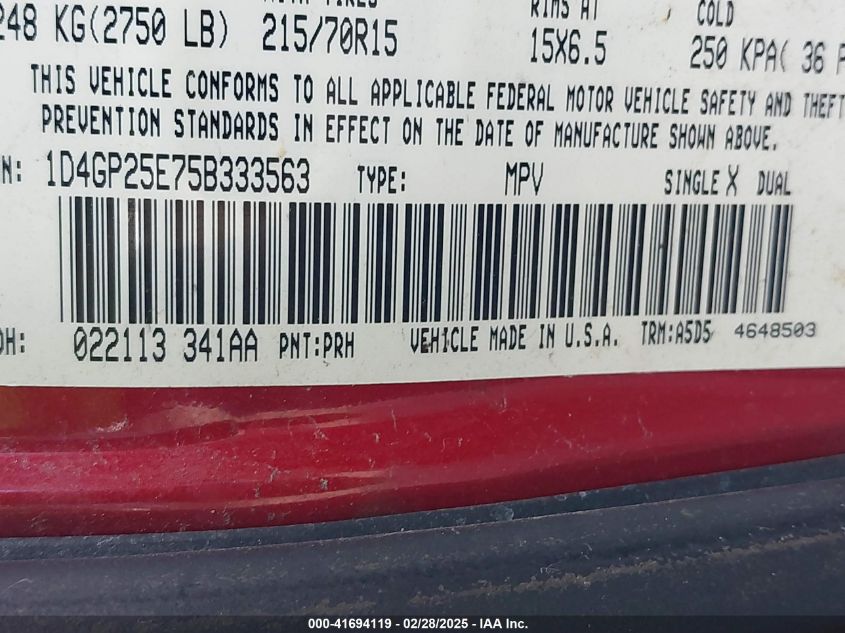 248 KG(2750 LB) 215/70R15 15X6.5 250 KPA( 36 P
RIMS AT COLD
THIS VEHICLE CONFORMS TO ALL APPLICABLE FEDERAL MOTOR VEHICLE SAFETY AND THEFT
PREVENTION STANDARDS IN EFFECT ON THE DATE OF MANUFACTURE SHOWN ABOVE.
N: 1D4GP25E75B333563 TYPE: MPV SINGLE X DUAL
DH: 022113 341AA PNT:PRH VEHICLE MADE IN U.S.A. TRM:A5D5 4648503
000-41694119 - 02/28/2025 - IAA Inc.